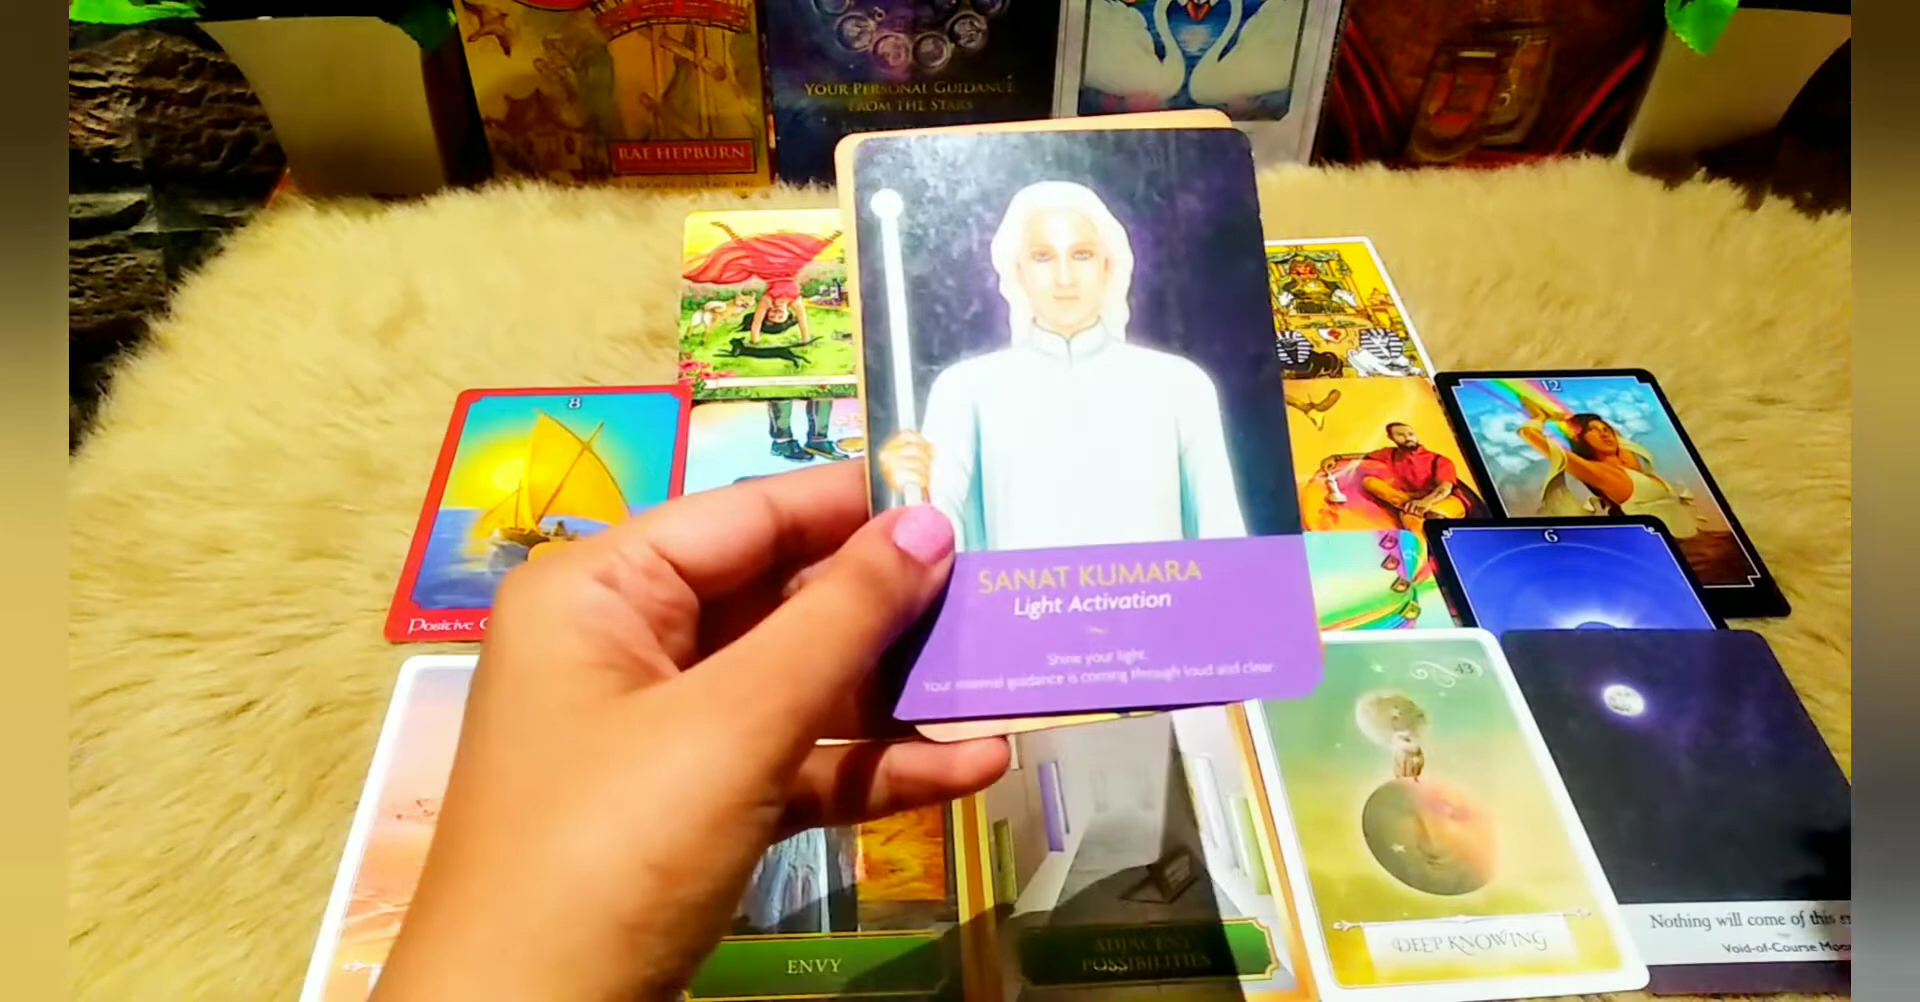 YOUR PERSONAL GUIDANCE
FROM THE STARS
RAE HEPBURN
8
12
6
Positive
SANAT KUMARA
Light Activation
Shine your light.
Your internal guidance is coming through loud and clear
43
DEEP KNOWING
Nothing will come of this
Void-of-Course Moon
ENVY
ADJACENT
POSSIBILITIES